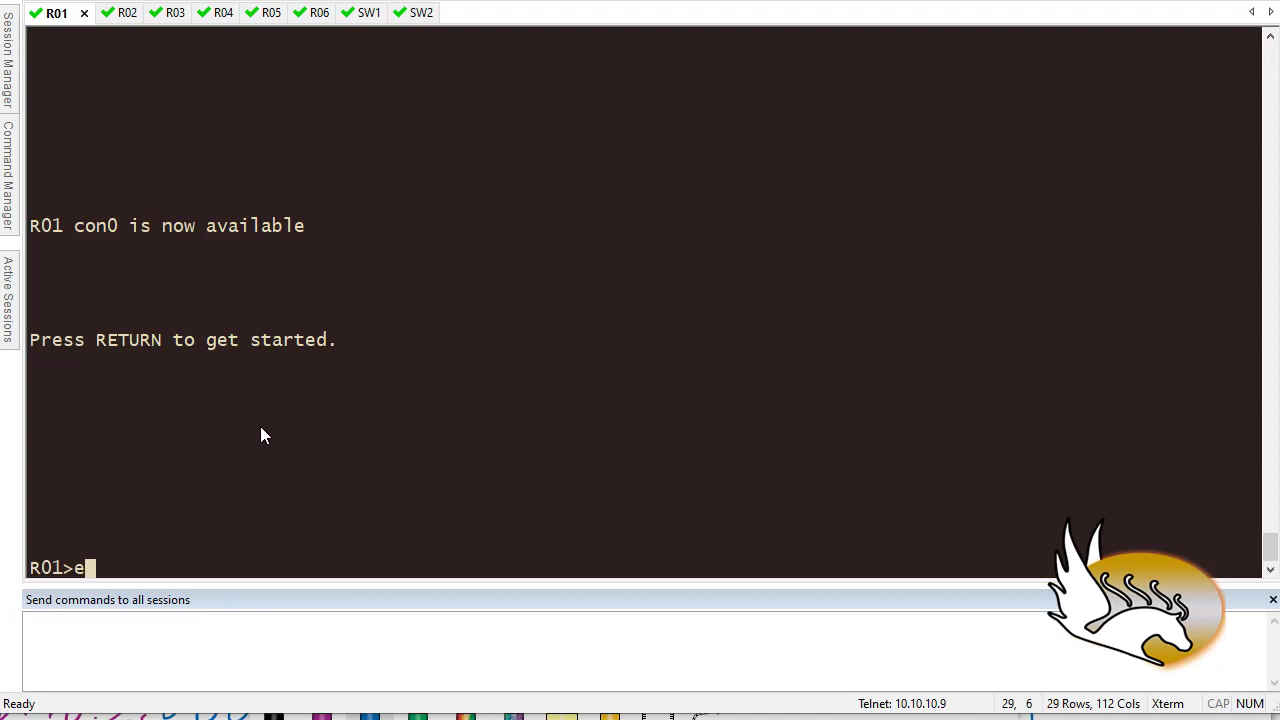 R01 × R02 R03 R04 R05 R06 SW1 SW2
Session Manager
Command Manager
Active Sessions
R01 con0 is now available
Press RETURN to get started.
R01>e
Send commands to all sessions ×
Ready Telnet: 10.10.10.9 29, 6 29 Rows, 112 Cols Xterm CAP NUM